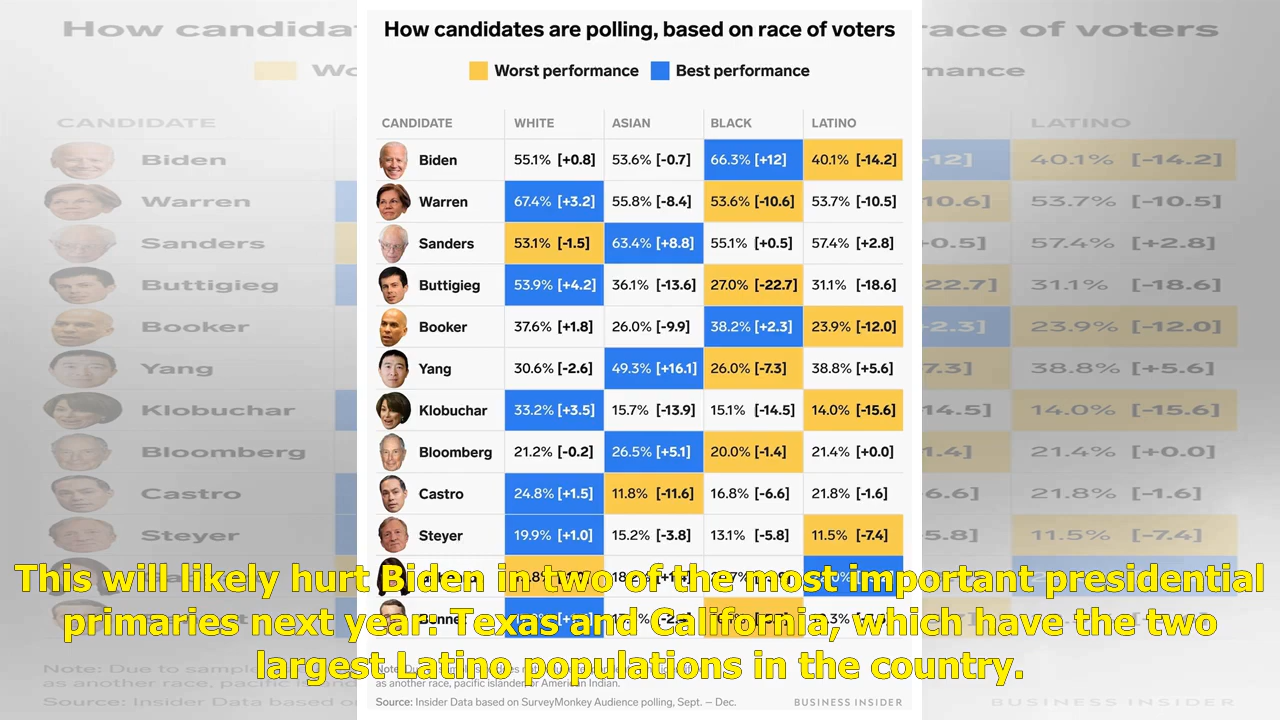 How candidates are polling, based on race of voters
Worst performance Best performance
CANDIDATE WHITE ASIAN BLACK LATINO
Biden 55.1% [+0.8] 53.6% [-0.7] 66.3% [+12] 40.1% [-14.2]
Warren 67.4% [+3.2] 55.8% [-8.4] 53.6% [-10.6] 53.7% [-10.5]
Sanders 53.1% [-1.5] 63.4% [+8.8] 55.1% [+0.5] 57.4% [+2.8]
Buttigieg 53.9% [+4.2] 36.1% [-13.6] 27.0% [-22.7] 31.1% [-18.6]
Booker 37.6% [+1.8] 26.0% [-9.9] 38.2% [+2.3] 23.9% [-12.0]
Yang 30.6% [-2.6] 49.3% [+16.1] 26.0% [-7.3] 38.8% [+5.6]
Klobuchar 33.2% [+3.5] 15.7% [-13.9] 15.1% [-14.5] 14.0% [-15.6]
Bloomberg 21.2% [-0.2] 26.5% [+5.1] 20.0% [-1.4] 21.4% [+0.0]
Castro 24.8% [+1.5] 11.8% [-11.6] 16.8% [-6.6] 21.8% [-1.6]
Steyer 19.9% [+1.0] 15.2% [-3.8] 13.1% [-5.8] 11.5% [-7.4]
This will likely hurt Biden in two of the most important presidential
primaries next year: Texas and California, which have the two
largest Latino populations in the country.
as another race, pacific islander or American Indian.
Source: Insider Data based on SurveyMonkey Audience polling, Sept. – Dec. BUSINESS INSIDER